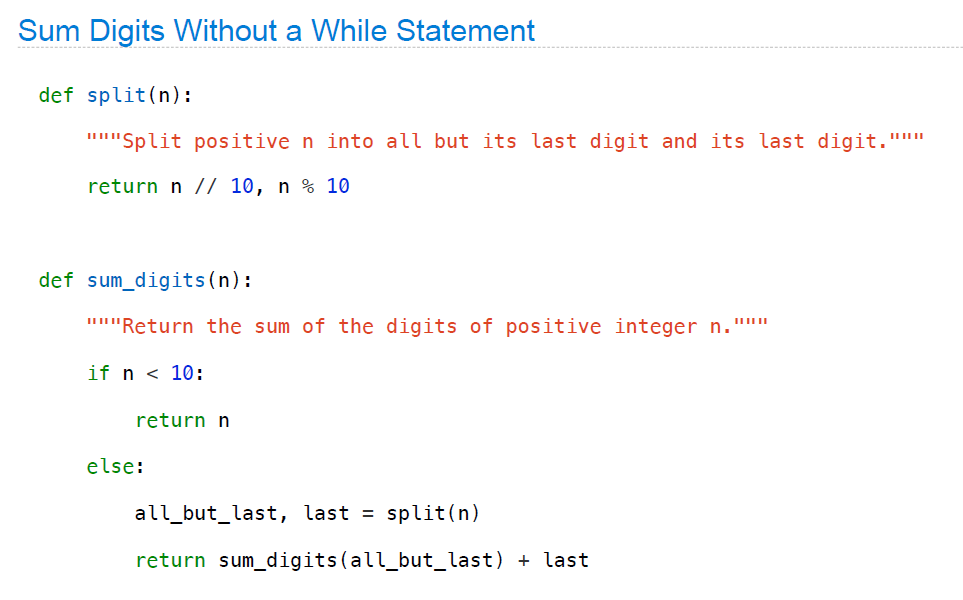 Sum Digits Without a While Statement
def split(n):
    """Split positive n into all but its last digit and its last digit."""
    return n // 10, n % 10
def sum_digits(n):
    """Return the sum of the digits of positive integer n."""
    if n < 10:
        return n
    else:
        all_but_last, last = split(n)
        return sum_digits(all_but_last) + last